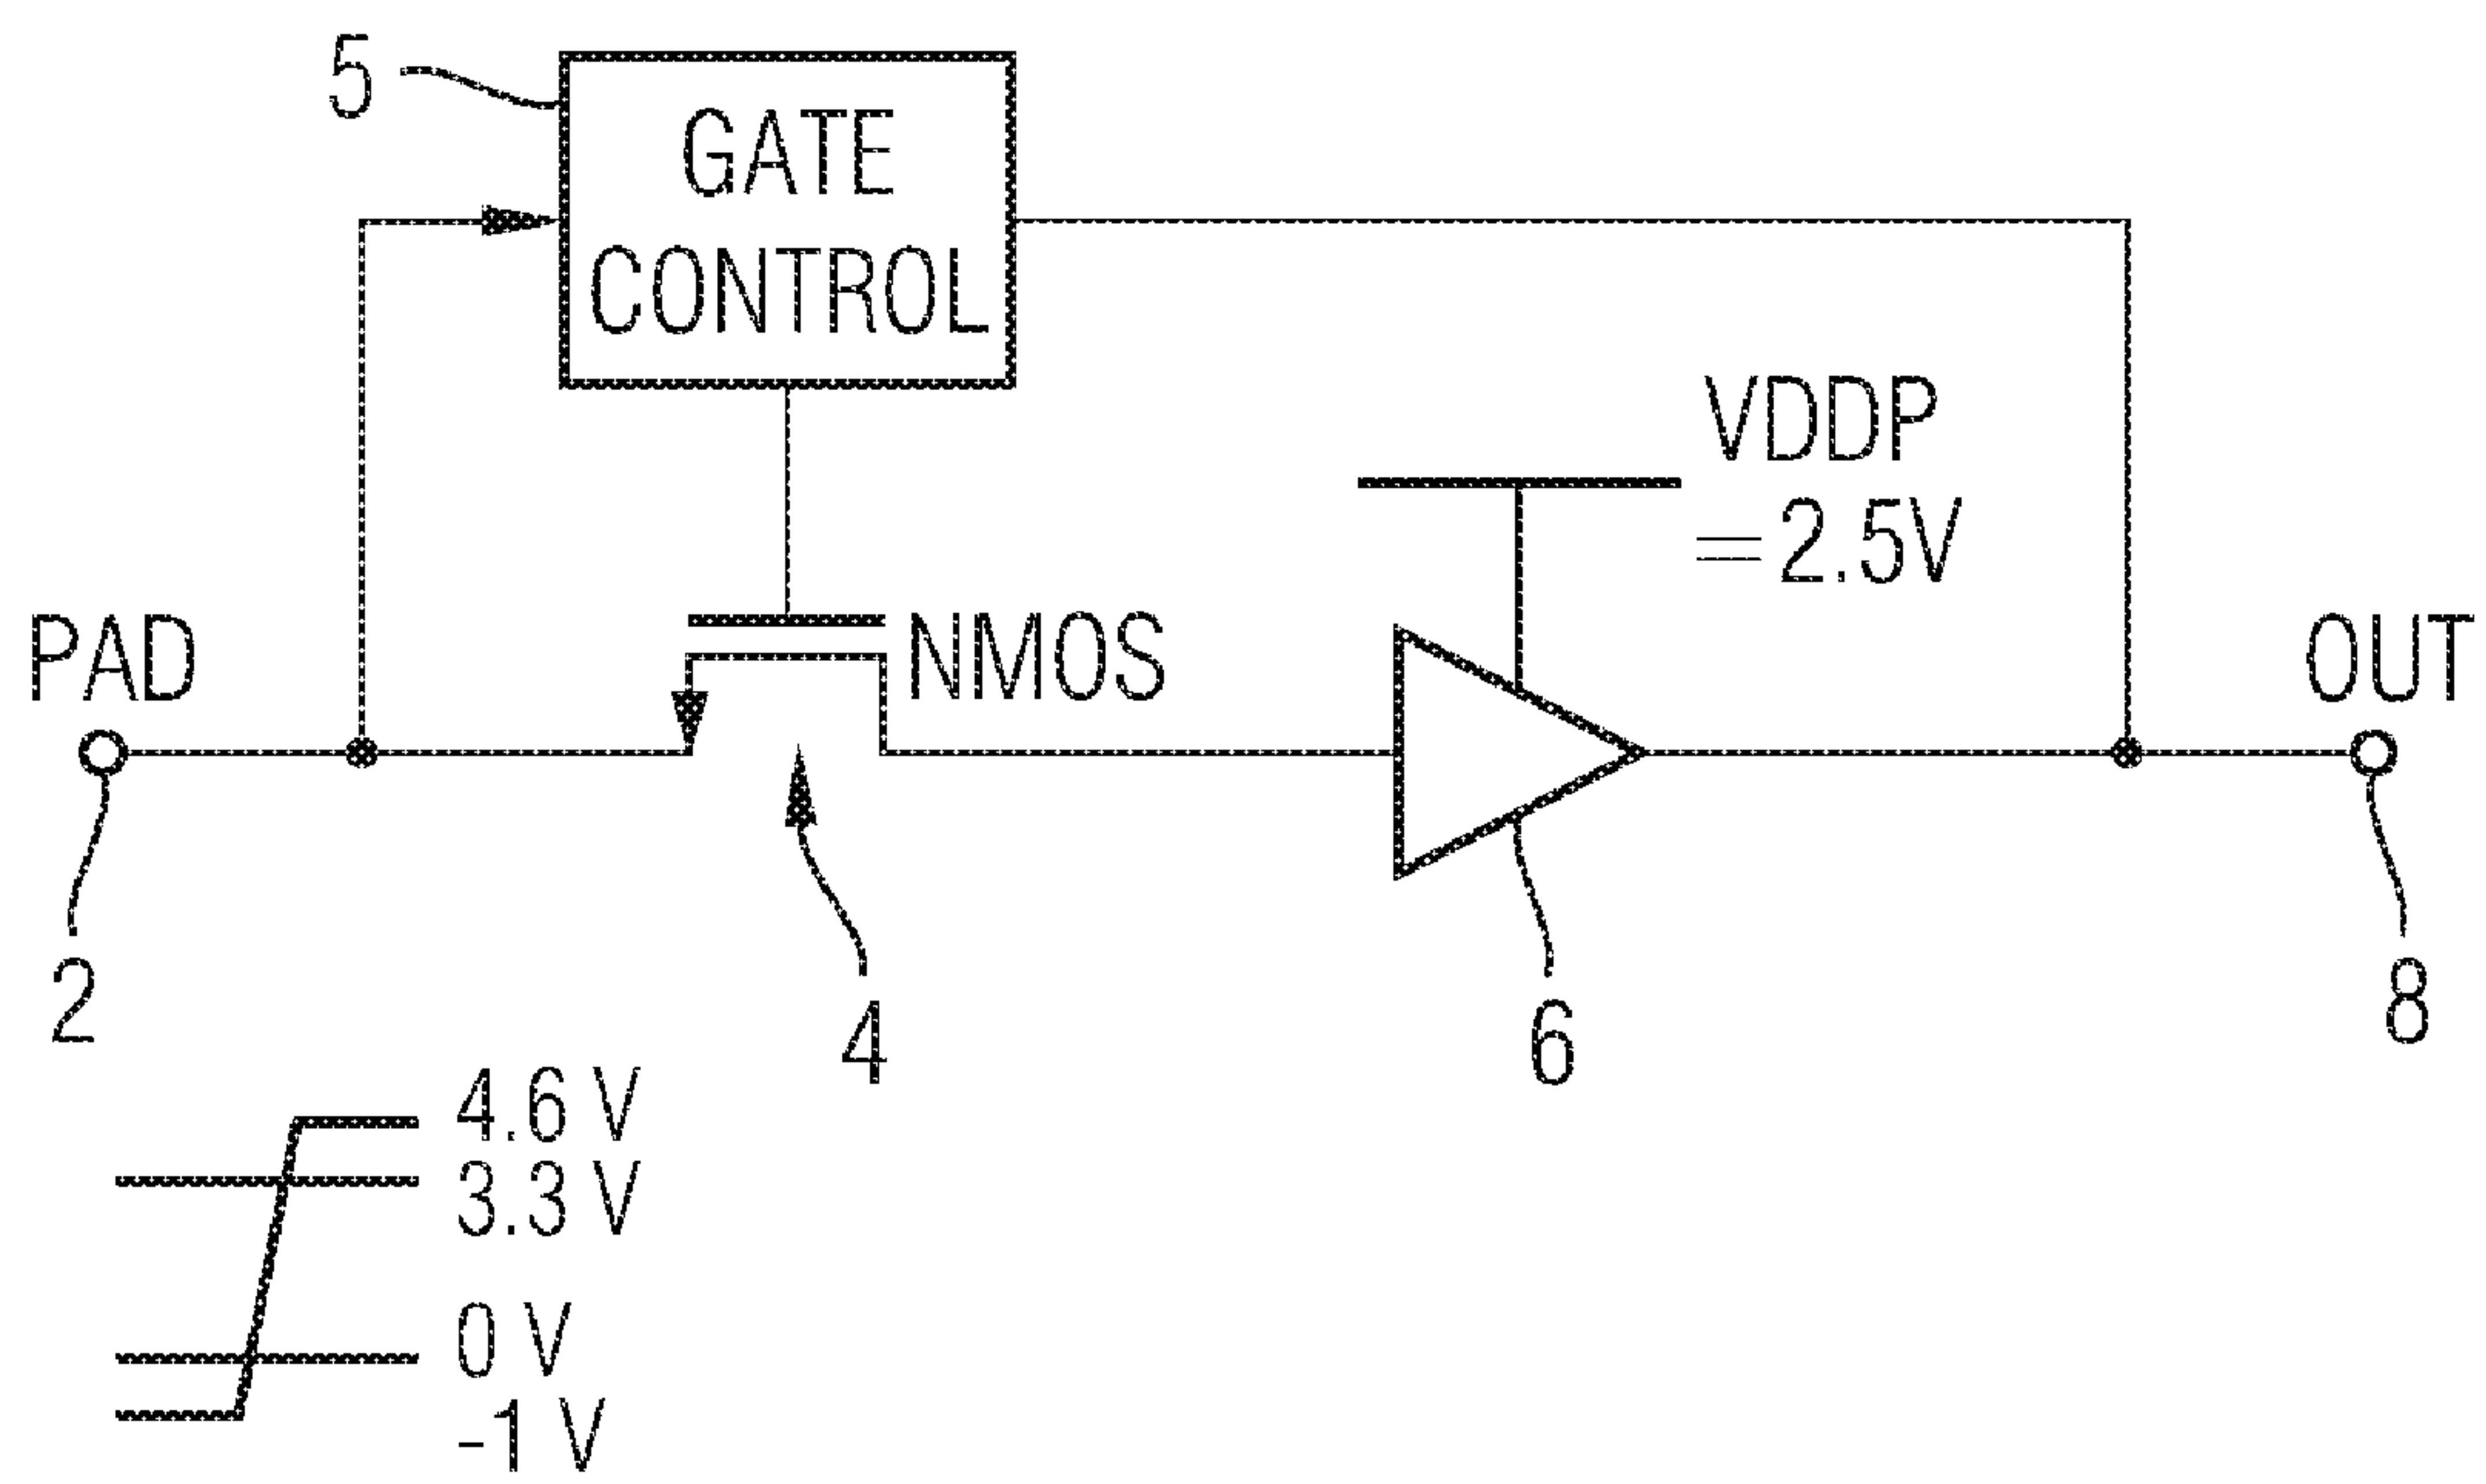 5
GATE
CONTROL
VDDP
=2.5V
PAD
NMOS
OUT
2
4
6
8
4.6 V
3.3 V
0 V
-1 V